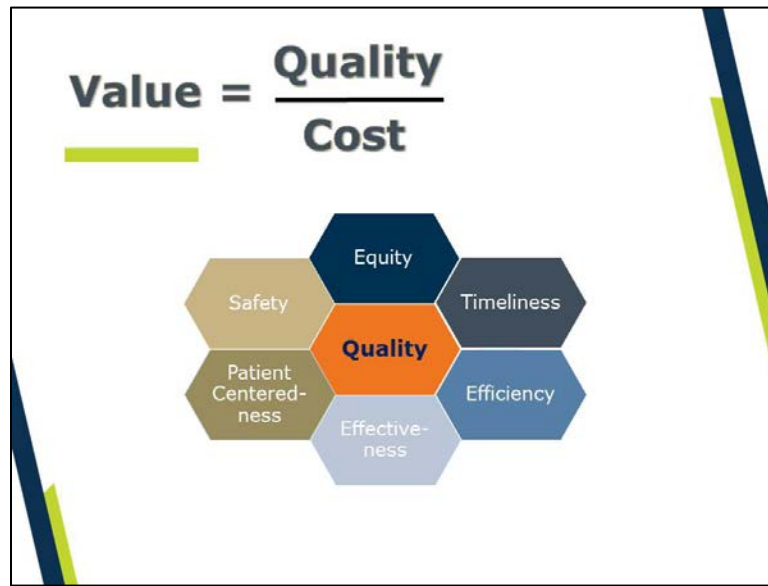 Value = Quality
Cost
Equity
Safety
Timeliness
Quality
Patient
Centered-
ness
Efficiency
Effective-
ness